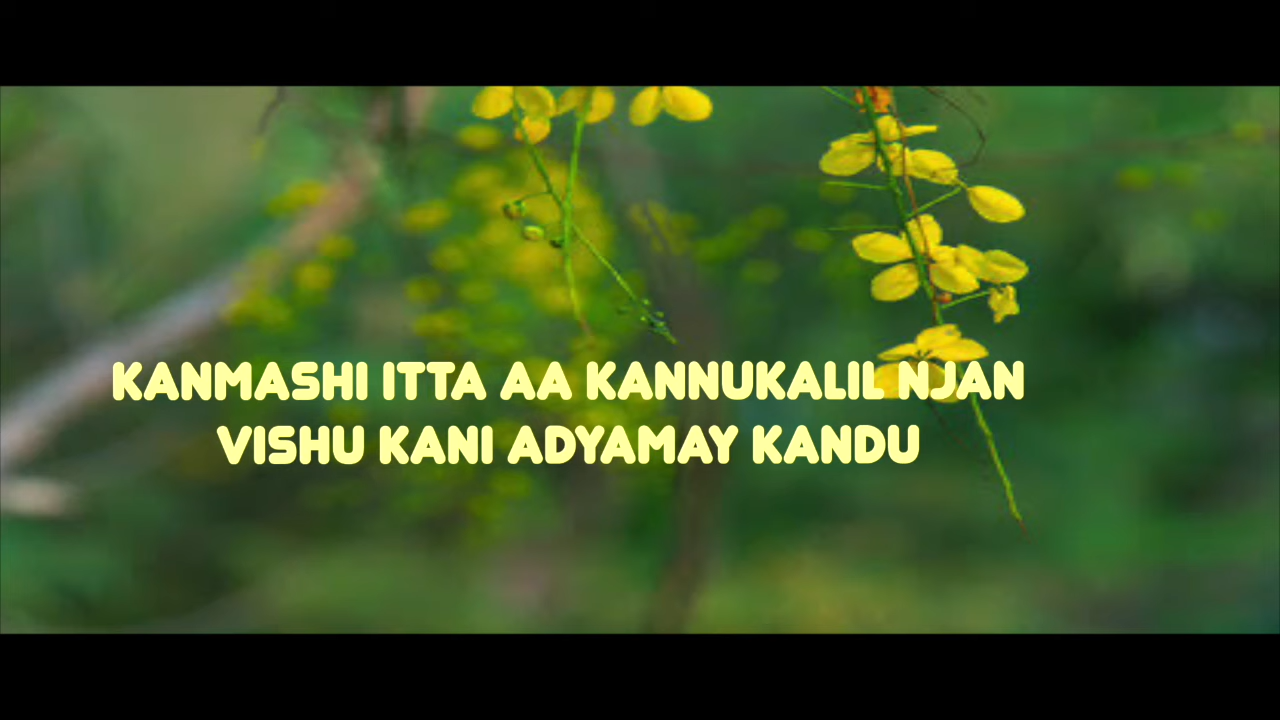 KANMASHI ITTA AA KANNUKALIL NJAN
VISHU KANI ADYAMAY KANDU